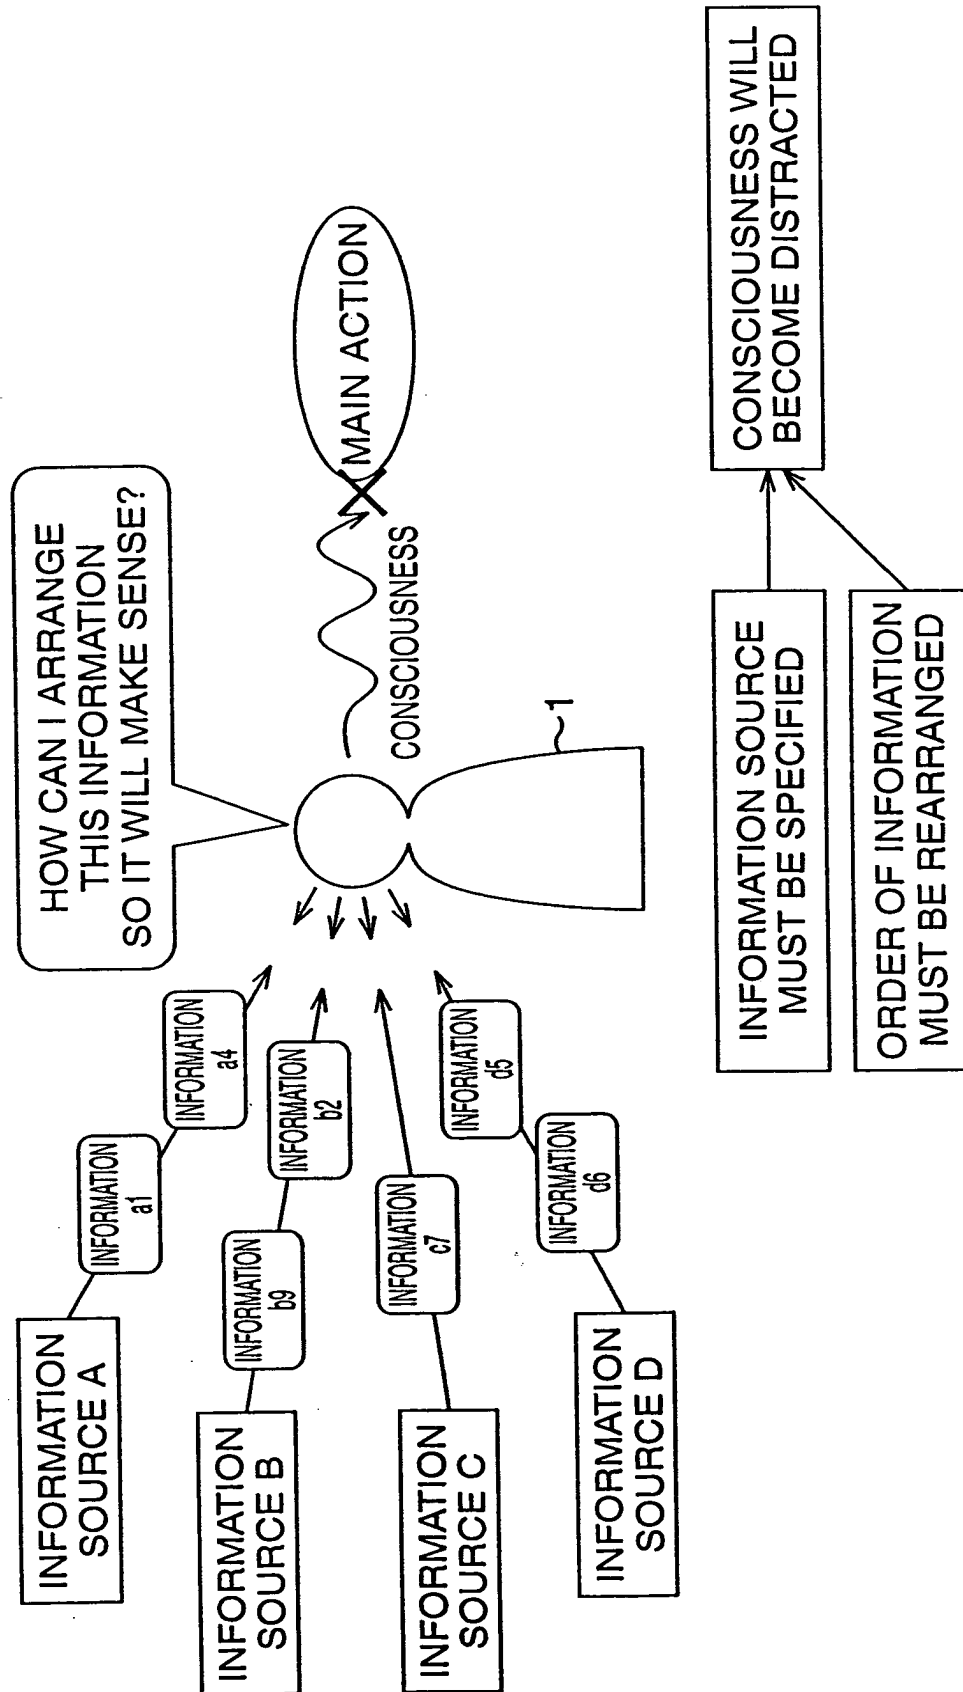 HOW CAN I ARRANGE
THIS INFORMATION
SO IT WILL MAKE SENSE?
INFORMATION
SOURCE A
INFORMATION
a1
INFORMATION
a4
INFORMATION
SOURCE B
INFORMATION
b9
INFORMATION
b2
INFORMATION
SOURCE C
INFORMATION
c7
INFORMATION
SOURCE D
INFORMATION
d6
INFORMATION
d5
CONSCIOUSNESS
MAIN ACTION
1
INFORMATION SOURCE
MUST BE SPECIFIED
ORDER OF INFORMATION
MUST BE REARRANGED
CONSCIOUSNESS WILL
BECOME DISTRACTED